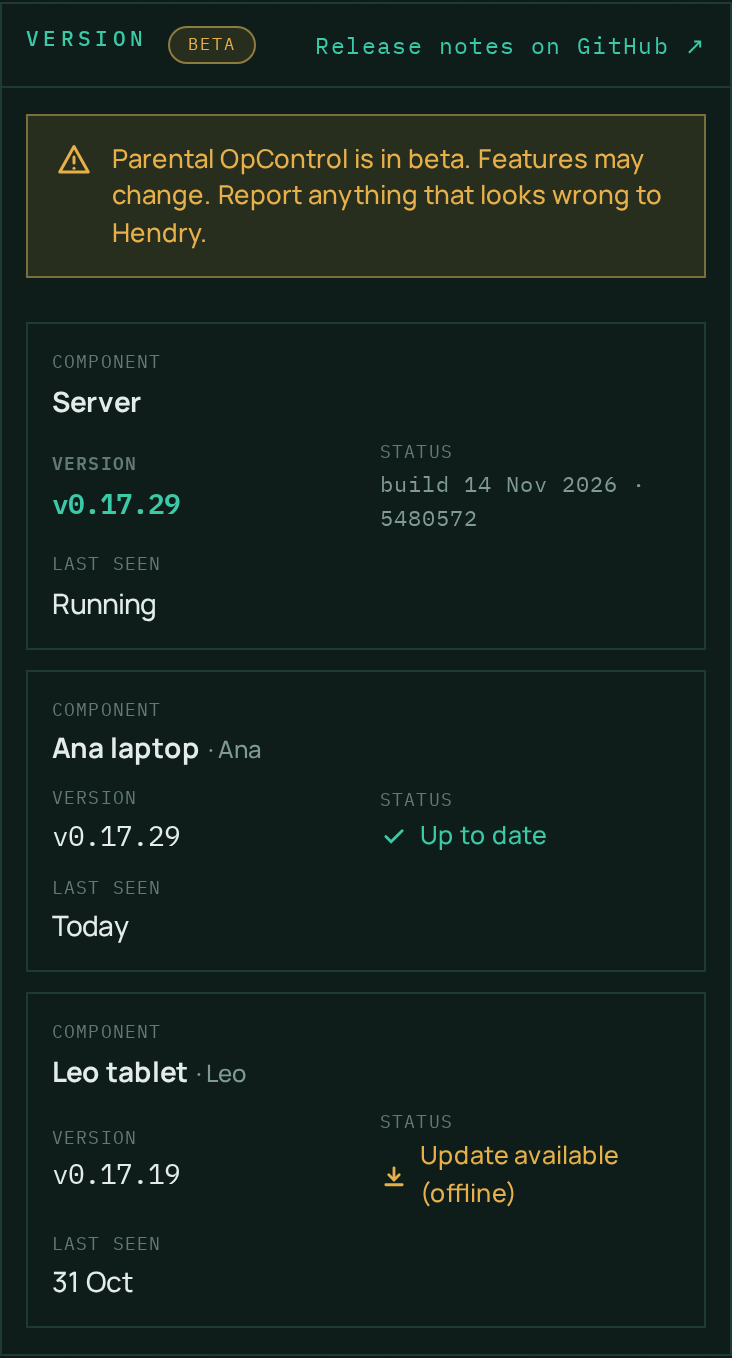 VERSION
BETA
Release notes on GitHub ↗
Parental OpControl is in beta. Features may
change. Report anything that looks wrong to
Hendry.
COMPONENT
Server
VERSION
v0.17.29
STATUS
build 14 Nov 2026 ·
5480572
LAST SEEN
Running
COMPONENT
Ana laptop · Ana
VERSION
v0.17.29
STATUS
Up to date
LAST SEEN
Today
COMPONENT
Leo tablet · Leo
VERSION
v0.17.19
STATUS
Update available
(offline)
LAST SEEN
31 Oct